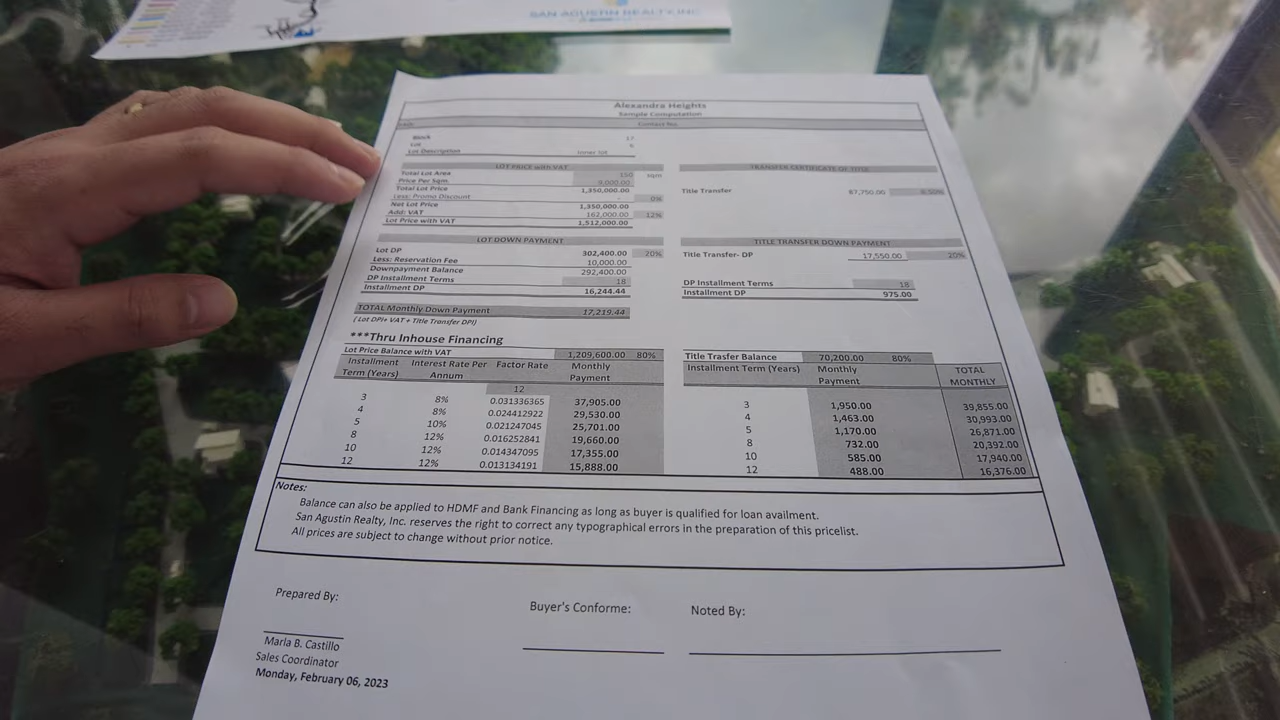 SAN AGUSTIN REALTY, INC.
Alexandra Heights
Sample Computation
Contact No.
Block 17
Lot 6
Lot Description Inner lot
LOT PRICE with VAT
Total Lot Area 150 sqm
Price Per Sqm. 9,000.00
Total Lot Price 1,350,000.00
Less: Promo Discount - 0%
Net Lot Price 1,350,000.00
Add: VAT 162,000.00 12%
Lot Price with VAT 1,512,000.00
TRANSFER CERTIFICATE OF TITLE
Title Transfer 87,750.00 6.50%
LOT DOWN PAYMENT
Lot DP 302,400.00 20%
Less: Reservation Fee 10,000.00
Downpayment Balance 292,400.00
DP Installment Terms 18
Installment DP 16,244.44
TITLE TRANSFER DOWN PAYMENT
Title Transfer- DP 17,550.00 20%
DP Installment Terms 18
Installment DP 975.00
TOTAL Monthly Down Payment 17,219.44
( Lot DPI+ VAT + Title Transfer DPI)
***Thru Inhouse Financing
Lot Price Balance with VAT 1,209,600.00 80%
Installment Term (Years) Interest Rate Per Annum Factor Rate Monthly Payment
12
3 8% 0.031336365 37,905.00
4 8% 0.024412922 29,530.00
5 10% 0.021247045 25,701.00
8 12% 0.016252841 19,660.00
10 12% 0.014347095 17,355.00
12 12% 0.013134191 15,888.00
Title Trasfer Balance 70,200.00 80%
Installment Term (Years) Monthly Payment TOTAL MONTHLY
3 1,950.00 39,855.00
4 1,463.00 30,993.00
5 1,170.00 26,871.00
8 732.00 20,392.00
10 585.00 17,940.00
12 488.00 16,376.00
Notes:
Balance can also be applied to HDMF and Bank Financing as long as buyer is qualified for loan availment.
San Agustin Realty, Inc. reserves the right to correct any typographical errors in the preparation of this pricelist.
All prices are subject to change without prior notice.
Prepared By:
Buyer's Conforme:
Noted By:
Marla B. Castillo
Sales Coordinator
Monday, February 06, 2023